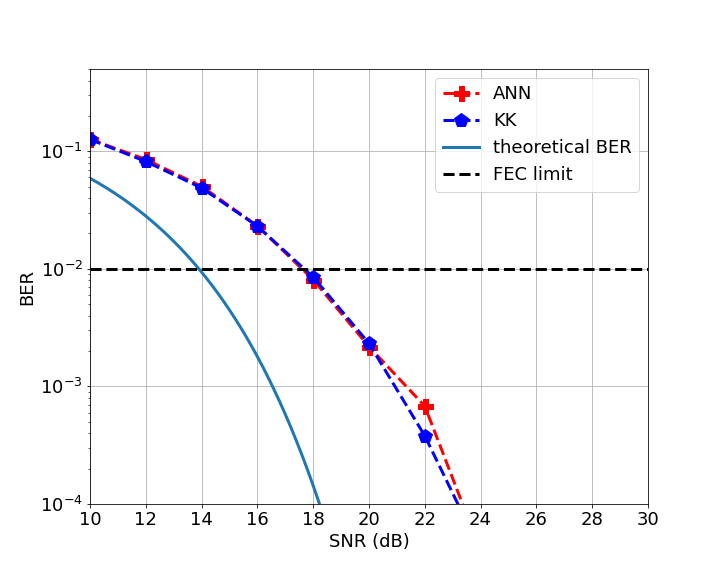 ANN
KK
theoretical BER
FEC limit
10⁻¹
10⁻²
10⁻³
10⁻⁴
BER
10 12 14 16 18 20 22 24 26 28 30
SNR (dB)